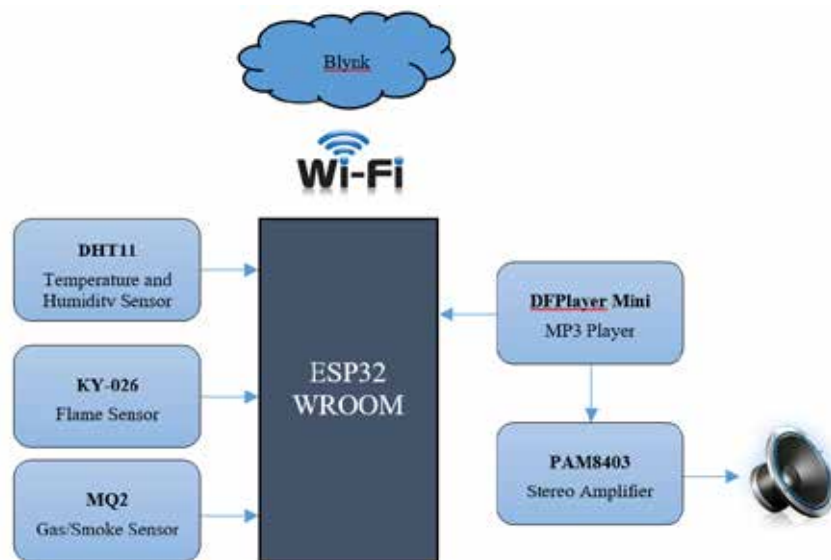 Blynk
Wi-Fi
DHT11
Temperature and
Humidity Sensor
KY-026
Flame Sensor
MQ2
Gas/Smoke Sensor
ESP32
WROOM
DFPlayer Mini
MP3 Player
PAM8403
Stereo Amplifier